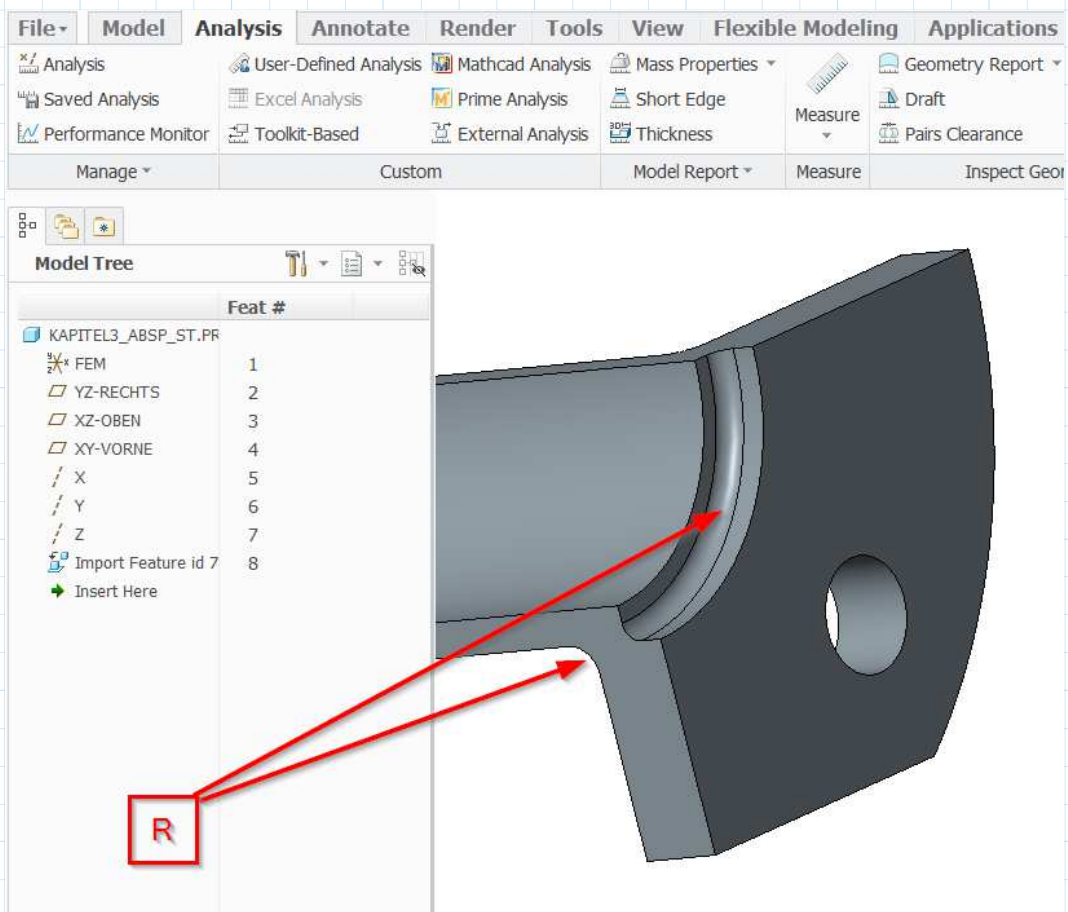 File Model Analysis Annotate Render Tools View Flexible Modeling Applications
Analysis User-Defined Analysis Mathcad Analysis Mass Properties Geometry Report
Saved Analysis Excel Analysis Prime Analysis Short Edge Measure Draft
Performance Monitor Toolkit-Based External Analysis Thickness Pairs Clearance
Manage Custom Model Report Measure Inspect Geor
Model Tree
Feat #
KAPITEL3_ABSP_ST.PR
FEM 1
YZ-RECHTS 2
XZ-OBEN 3
XY-VORNE 4
X 5
Y 6
Z 7
Import Feature id 7 8
Insert Here
R